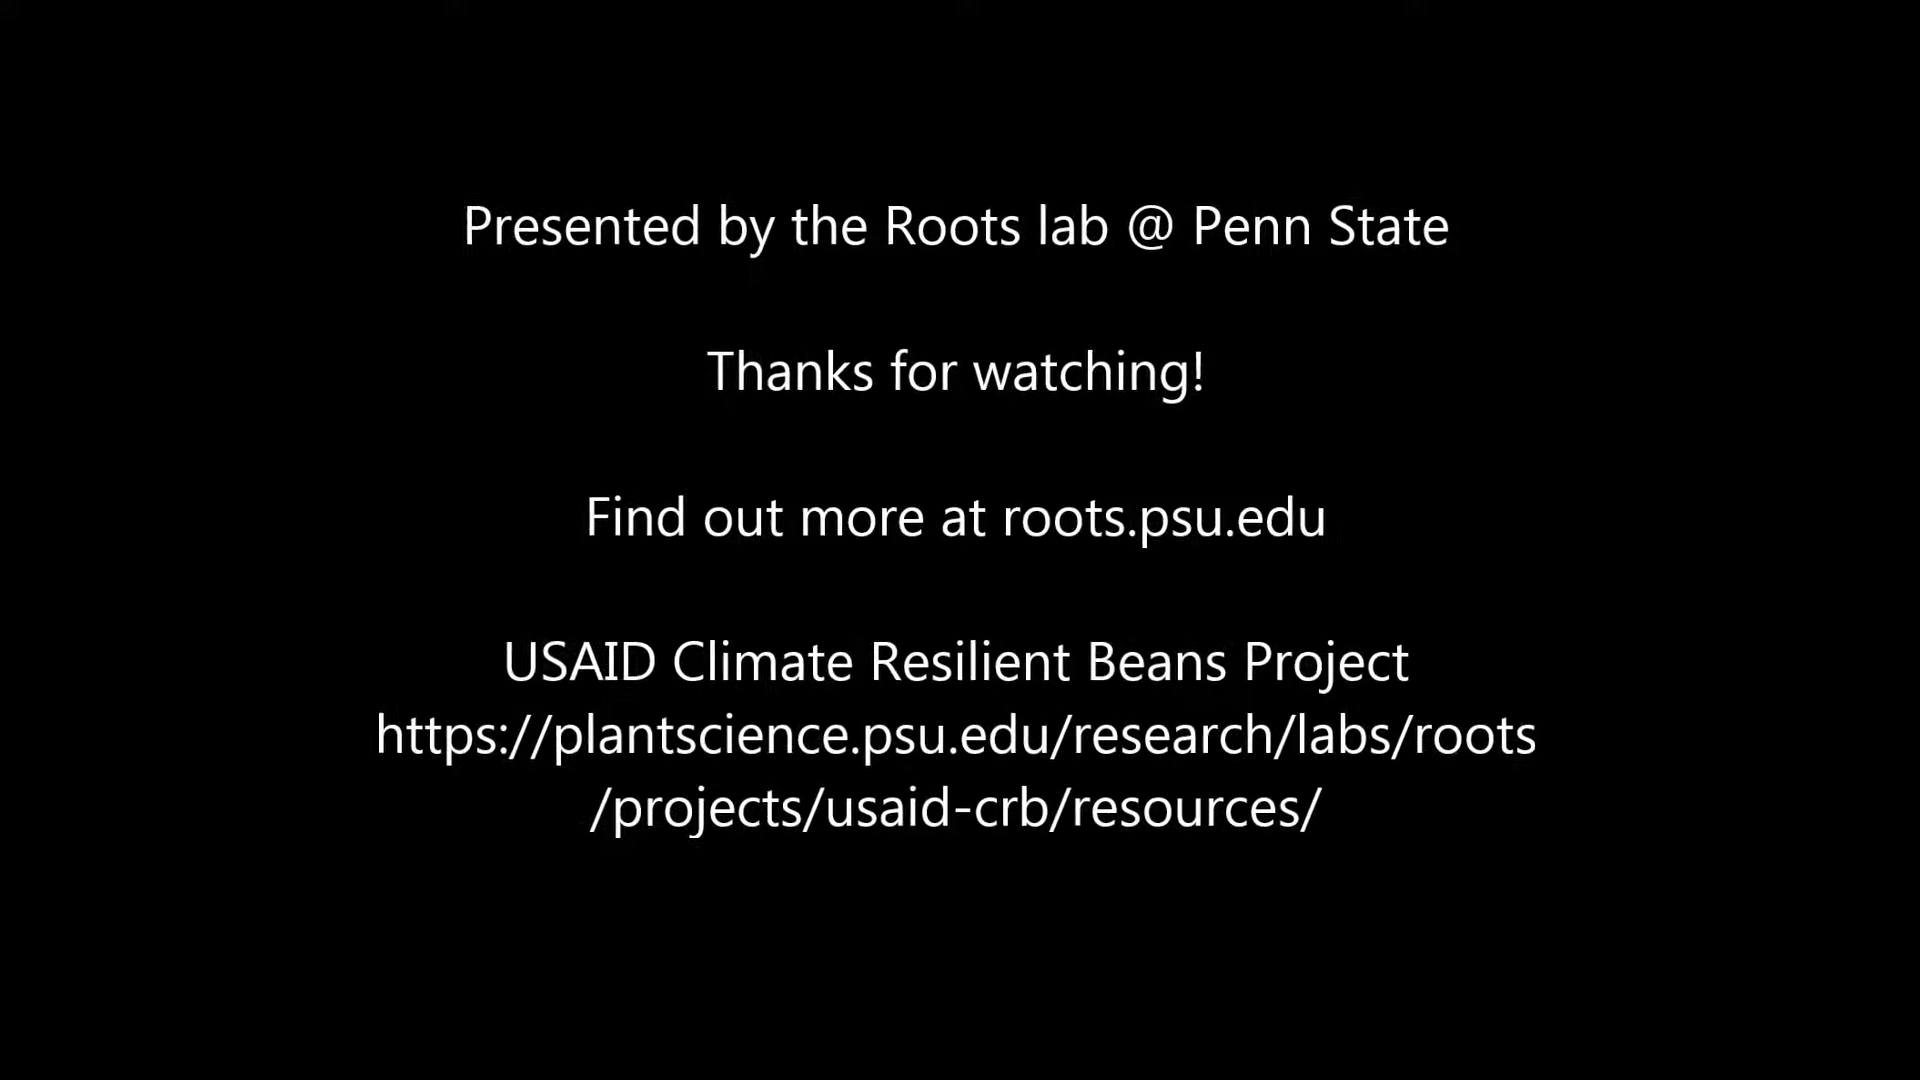 Presented by the Roots lab @ Penn State
Thanks for watching!
Find out more at roots.psu.edu
USAID Climate Resilient Beans Project
https://plantscience.psu.edu/research/labs/roots
/projects/usaid-crb/resources/